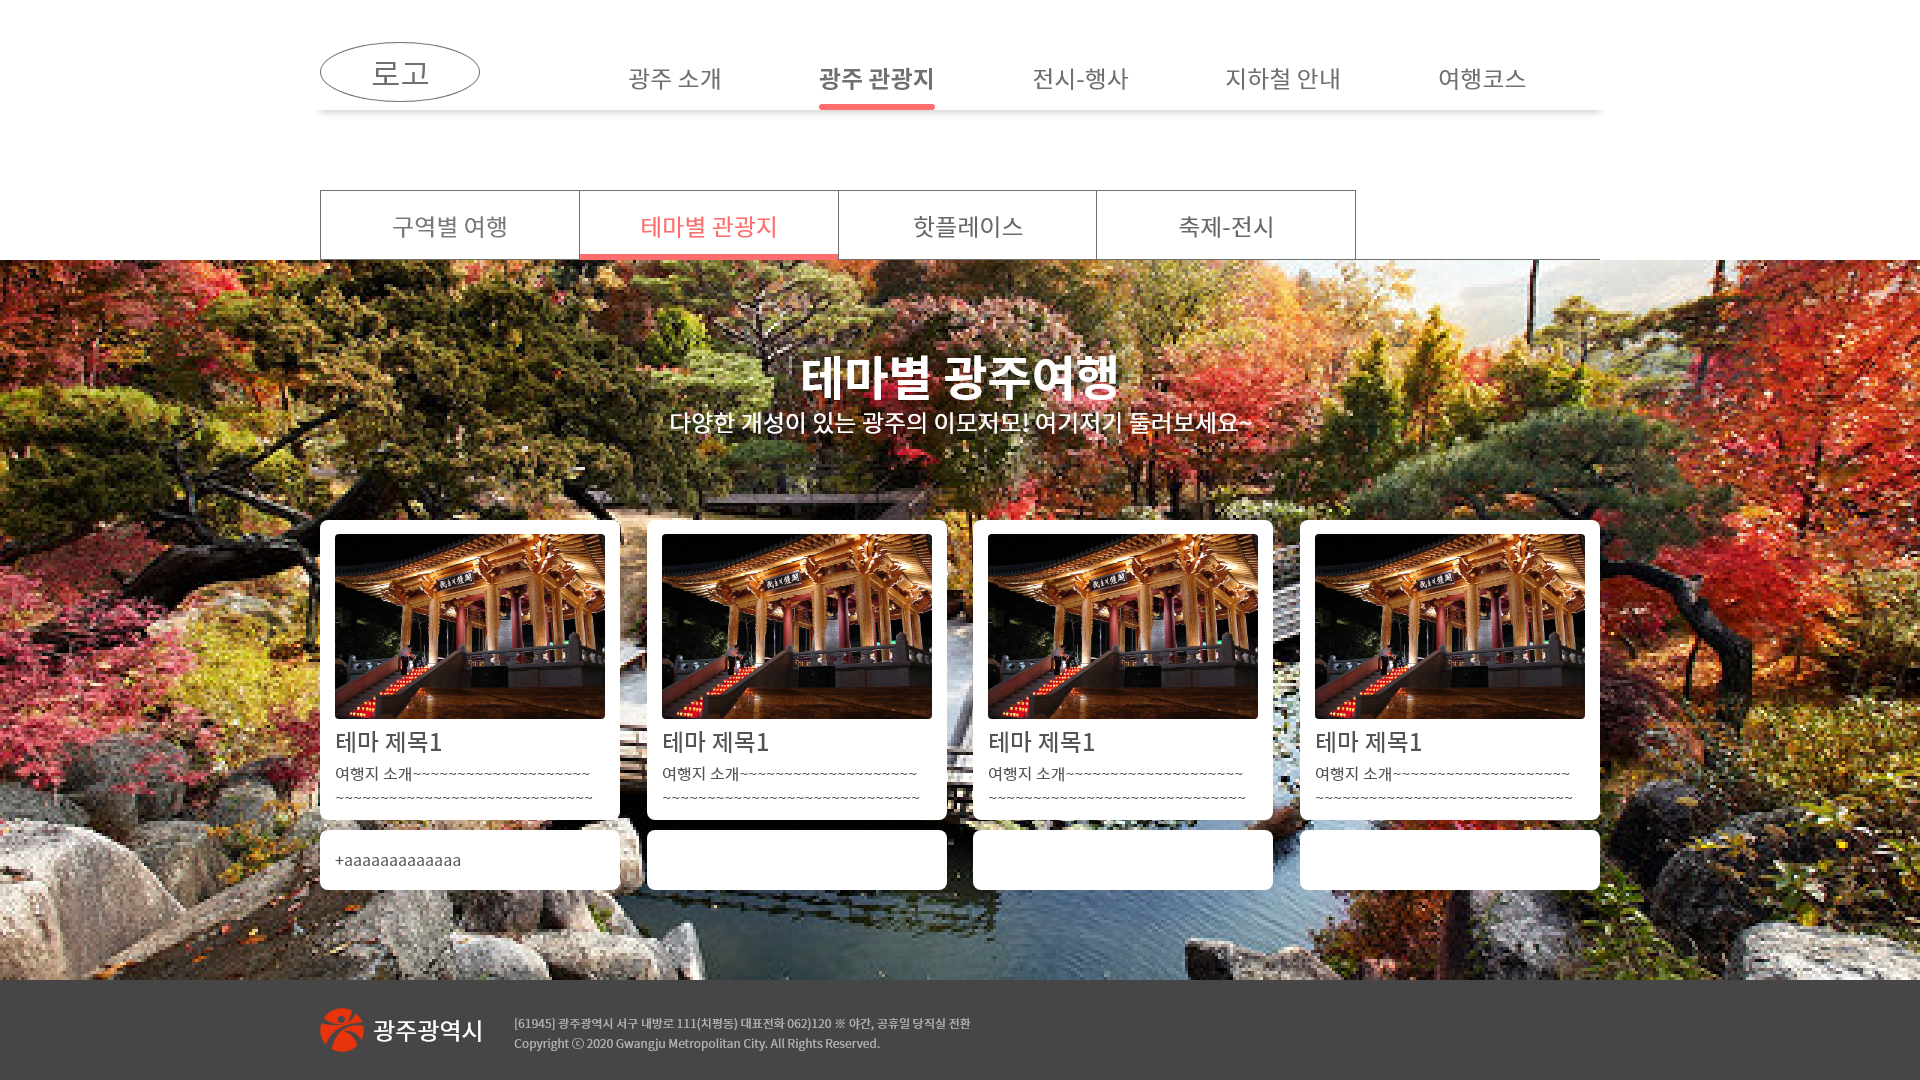 로고
광주 소개
광주 관광지
전시-행사
지하철 안내
여행코스
구역별 여행
테마별 관광지
핫플레이스
축제-전시
테마별 광주여행
다양한 개성이 있는 광주의 이모저모! 여기저기 둘러보세요~
테마 제목1
여행지 소개~~~~~~~~~~~~~~~~~~~~
~~~~~~~~~~~~~~~~~~~~~~~~~~~~~
테마 제목1
여행지 소개~~~~~~~~~~~~~~~~~~~~
~~~~~~~~~~~~~~~~~~~~~~~~~~~~~
테마 제목1
여행지 소개~~~~~~~~~~~~~~~~~~~~
~~~~~~~~~~~~~~~~~~~~~~~~~~~~~
테마 제목1
여행지 소개~~~~~~~~~~~~~~~~~~~~
~~~~~~~~~~~~~~~~~~~~~~~~~~~~~
+aaaaaaaaaaaaa
광주광역시
[61945] 광주광역시 서구 내방로 111(치평동) 대표전화 062)120 ※ 야간, 공휴일 당직실 전환
Copyright ⓒ 2020 Gwangju Metropolitan City. All Rights Reserved.